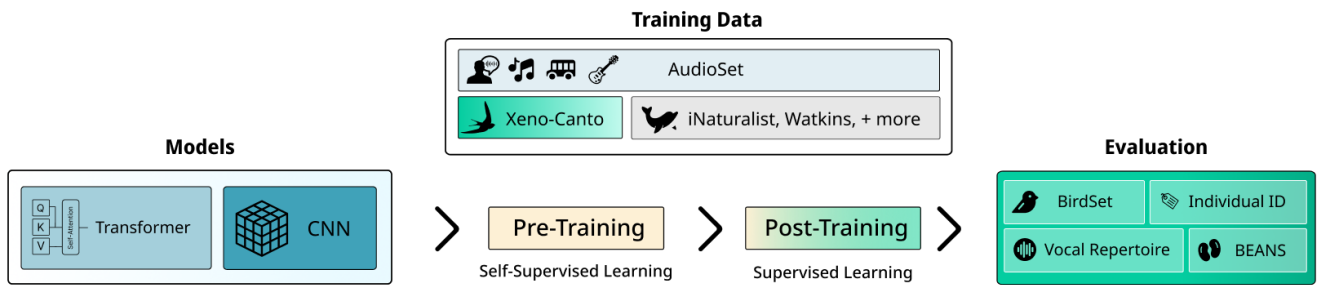 Training Data
AudioSet
Xeno-Canto
iNaturalist, Watkins, + more
Models
Q
K
V
Self-Attention
Transformer
CNN
Pre-Training
Self-Supervised Learning
Post-Training
Supervised Learning
Evaluation
BirdSet
Individual ID
Vocal Repertoire
BEANS